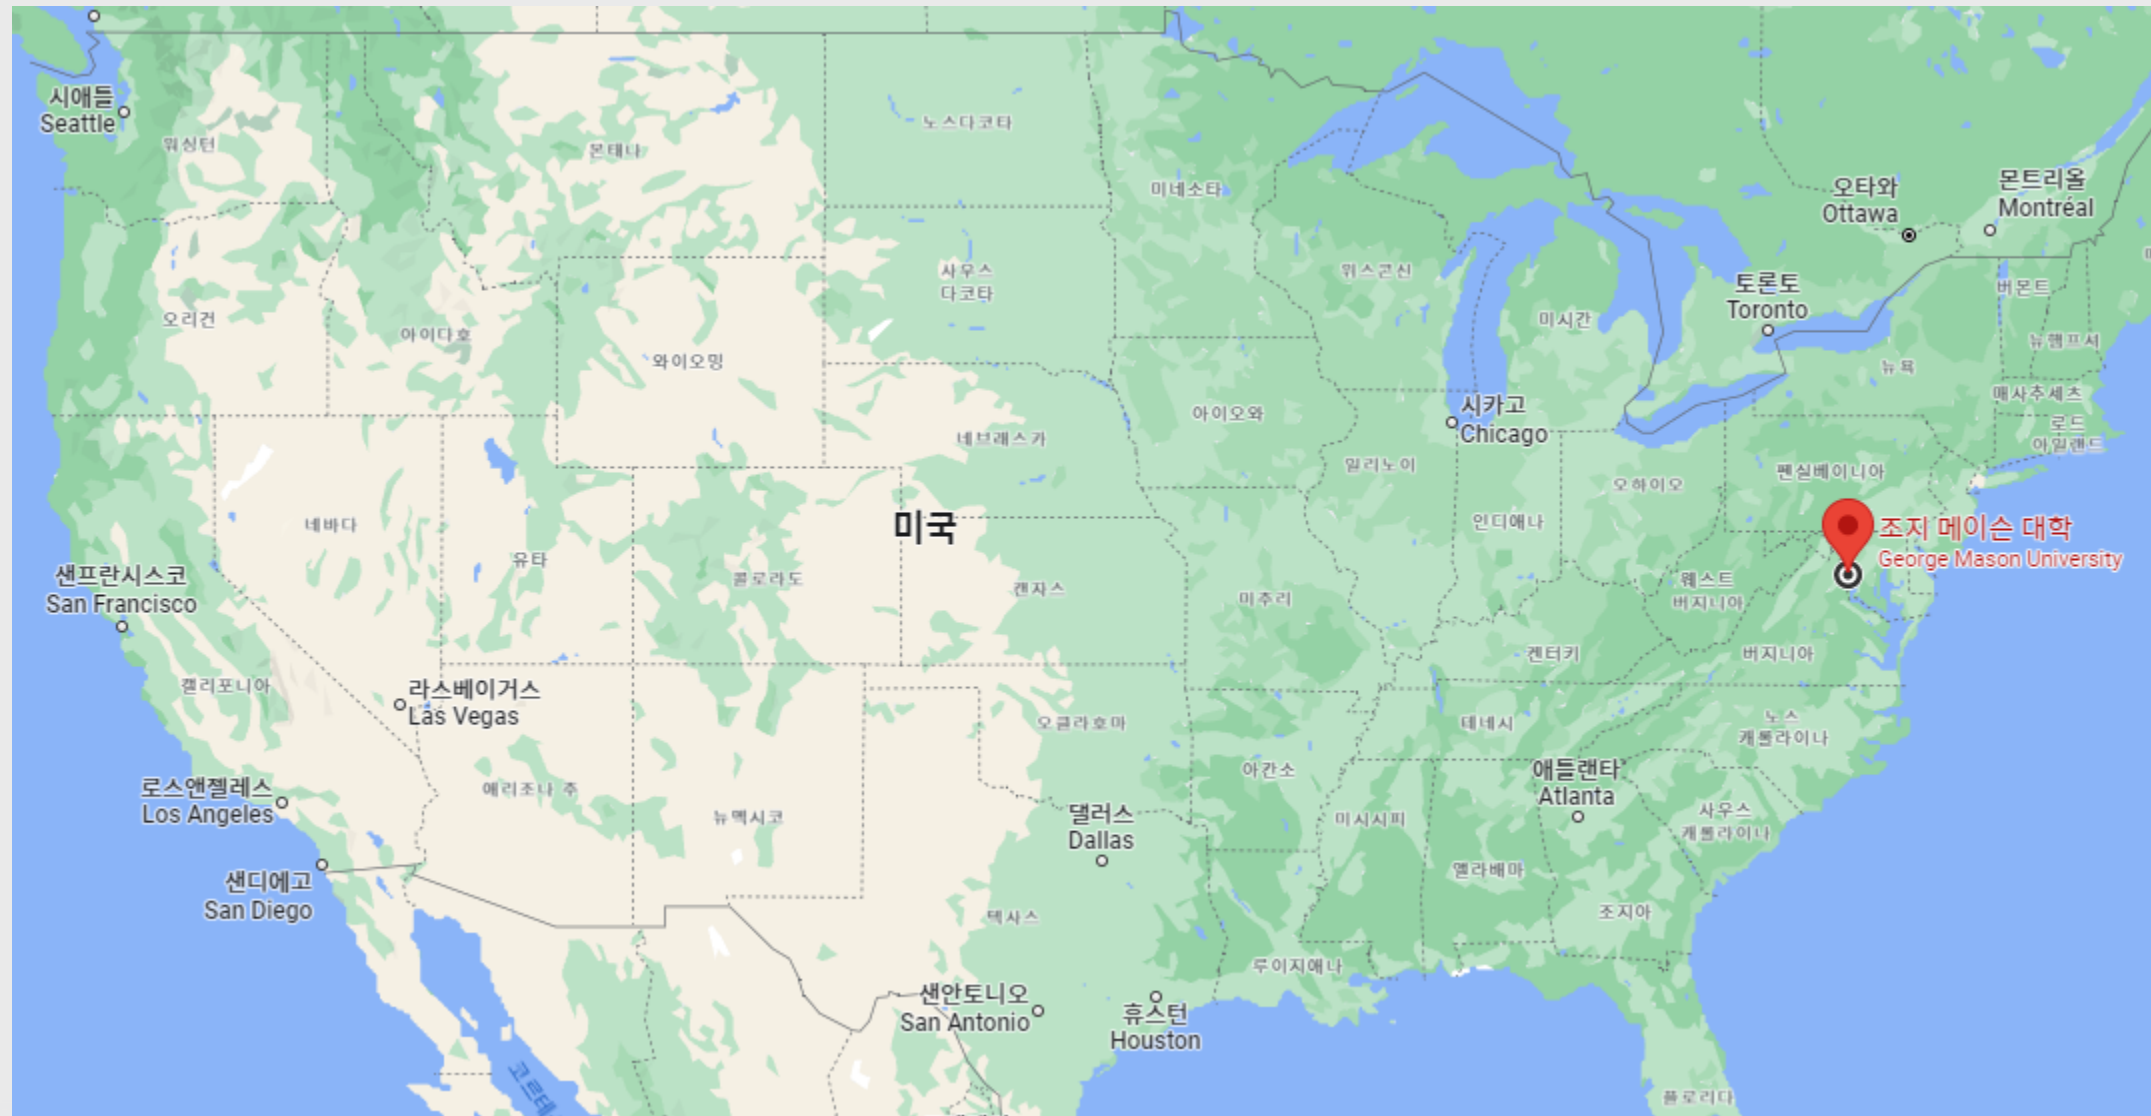 시애틀
Seattle
워싱턴
몬태나
노스다코타
미네소타
오타와
Ottawa
몬트리올
Montréal
사우스
다코타
위스콘신
미시간
토론토
Toronto
버몬트
뉴햄프셔
오리건
아이다호
와이오밍
뉴욕
매사추세츠
로드
아일랜드
네브래스카
아이오와
시카고
Chicago
일리노이
인디애나
오하이오
펜실베이니아
네바다
유타
콜로라도
미국
캔자스
미주리
조지 메이슨 대학
George Mason University
웨스트
버지니아
샌프란시스코
San Francisco
켄터키
버지니아
캘리포니아
라스베이거스
Las Vegas
오클라호마
테네시
노스
캐롤라이나
로스앤젤레스
Los Angeles
애리조나 주
뉴멕시코
아칸소
애틀랜타
Atlanta
댈러스
Dallas
미시시피
사우스
캐롤라이나
샌디에고
San Diego
앨라배마
조지아
텍사스
루이지애나
샌안토니오
San Antonio
휴스턴
Houston
코르테
플로리다